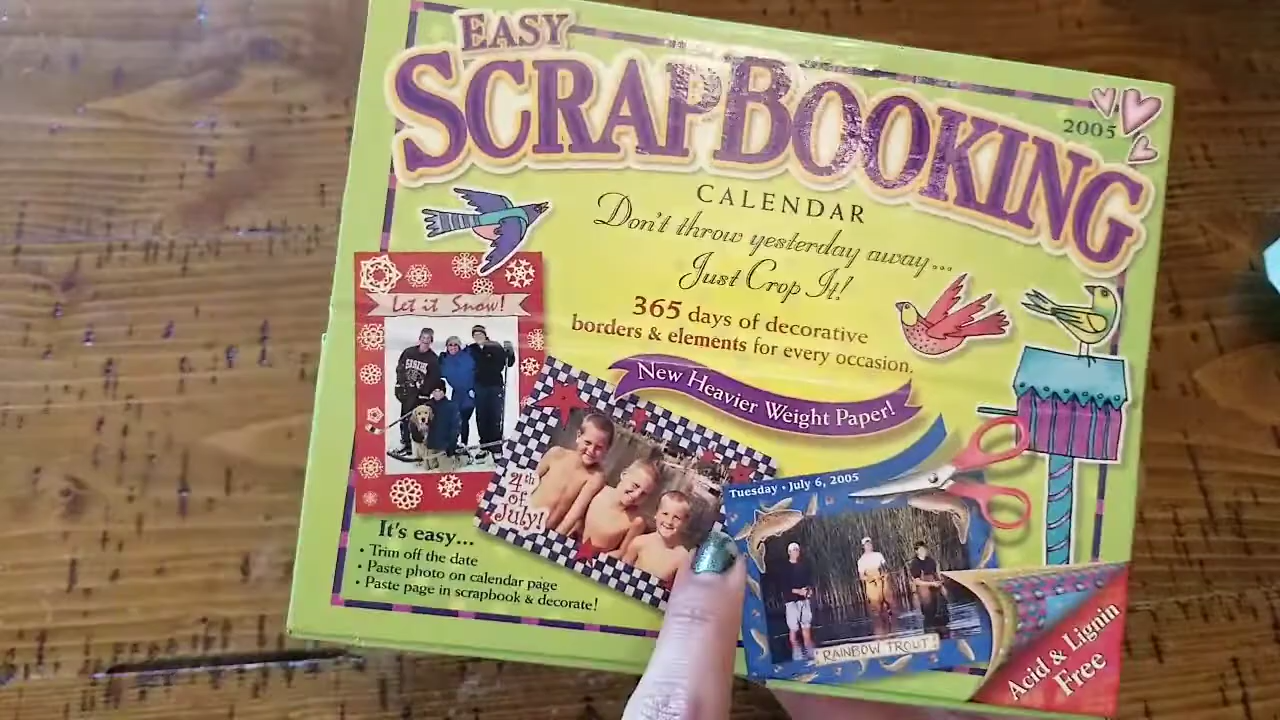 EASY
SCRAPBOOKING
2005
CALENDAR
Don't throw yesterday away...
Just Crop It!
365 days of decorative
borders & elements for every occasion.
New Heavier Weight Paper!
Let it Snow!
4th
of
July!
Tuesday • July 6, 2005
RAINBOW TROUT!
It's easy...
• Trim off the date
• Paste photo on calendar page
• Paste page in scrapbook & decorate!
Acid & Lignin
Free